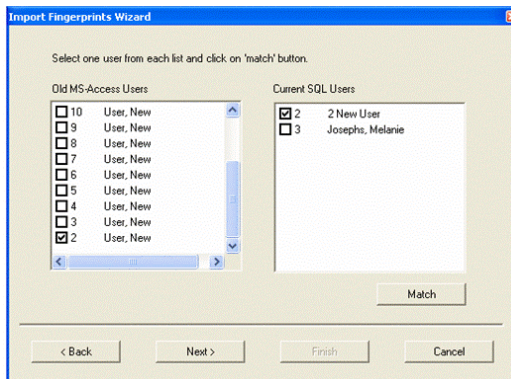 Import Fingerprints Wizard
Select one user from each list and click on 'match' button.
Old MS-Access Users
10 User, New
9 User, New
8 User, New
7 User, New
6 User, New
5 User, New
4 User, New
3 User, New
2 User, New
Current SQL Users
2 2 New User
3 Josephs, Melanie
Match
< Back
Next >
Finish
Cancel